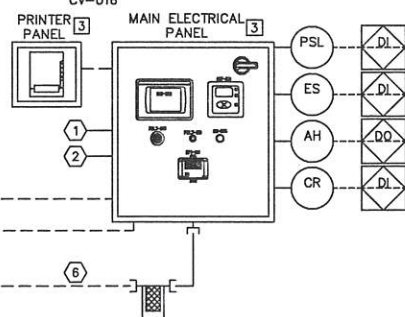 CV-016
PRINTER
PANEL 3
MAIN ELECTRICAL
PANEL 3
PSL DI
ES DI
1
AH DO
2
CR DI
6